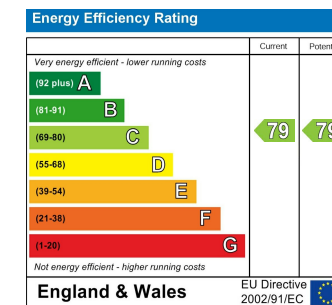 Energy Efficiency Rating
Current Poten
Very energy efficient - lower running costs
(92 plus) A
(81-91) B
(69-80) C
79 79
(55-68) D
(39-54) E
(21-38) F
(1-20) G
Not energy efficient - higher running costs
England & Wales
EU Directive
2002/91/EC